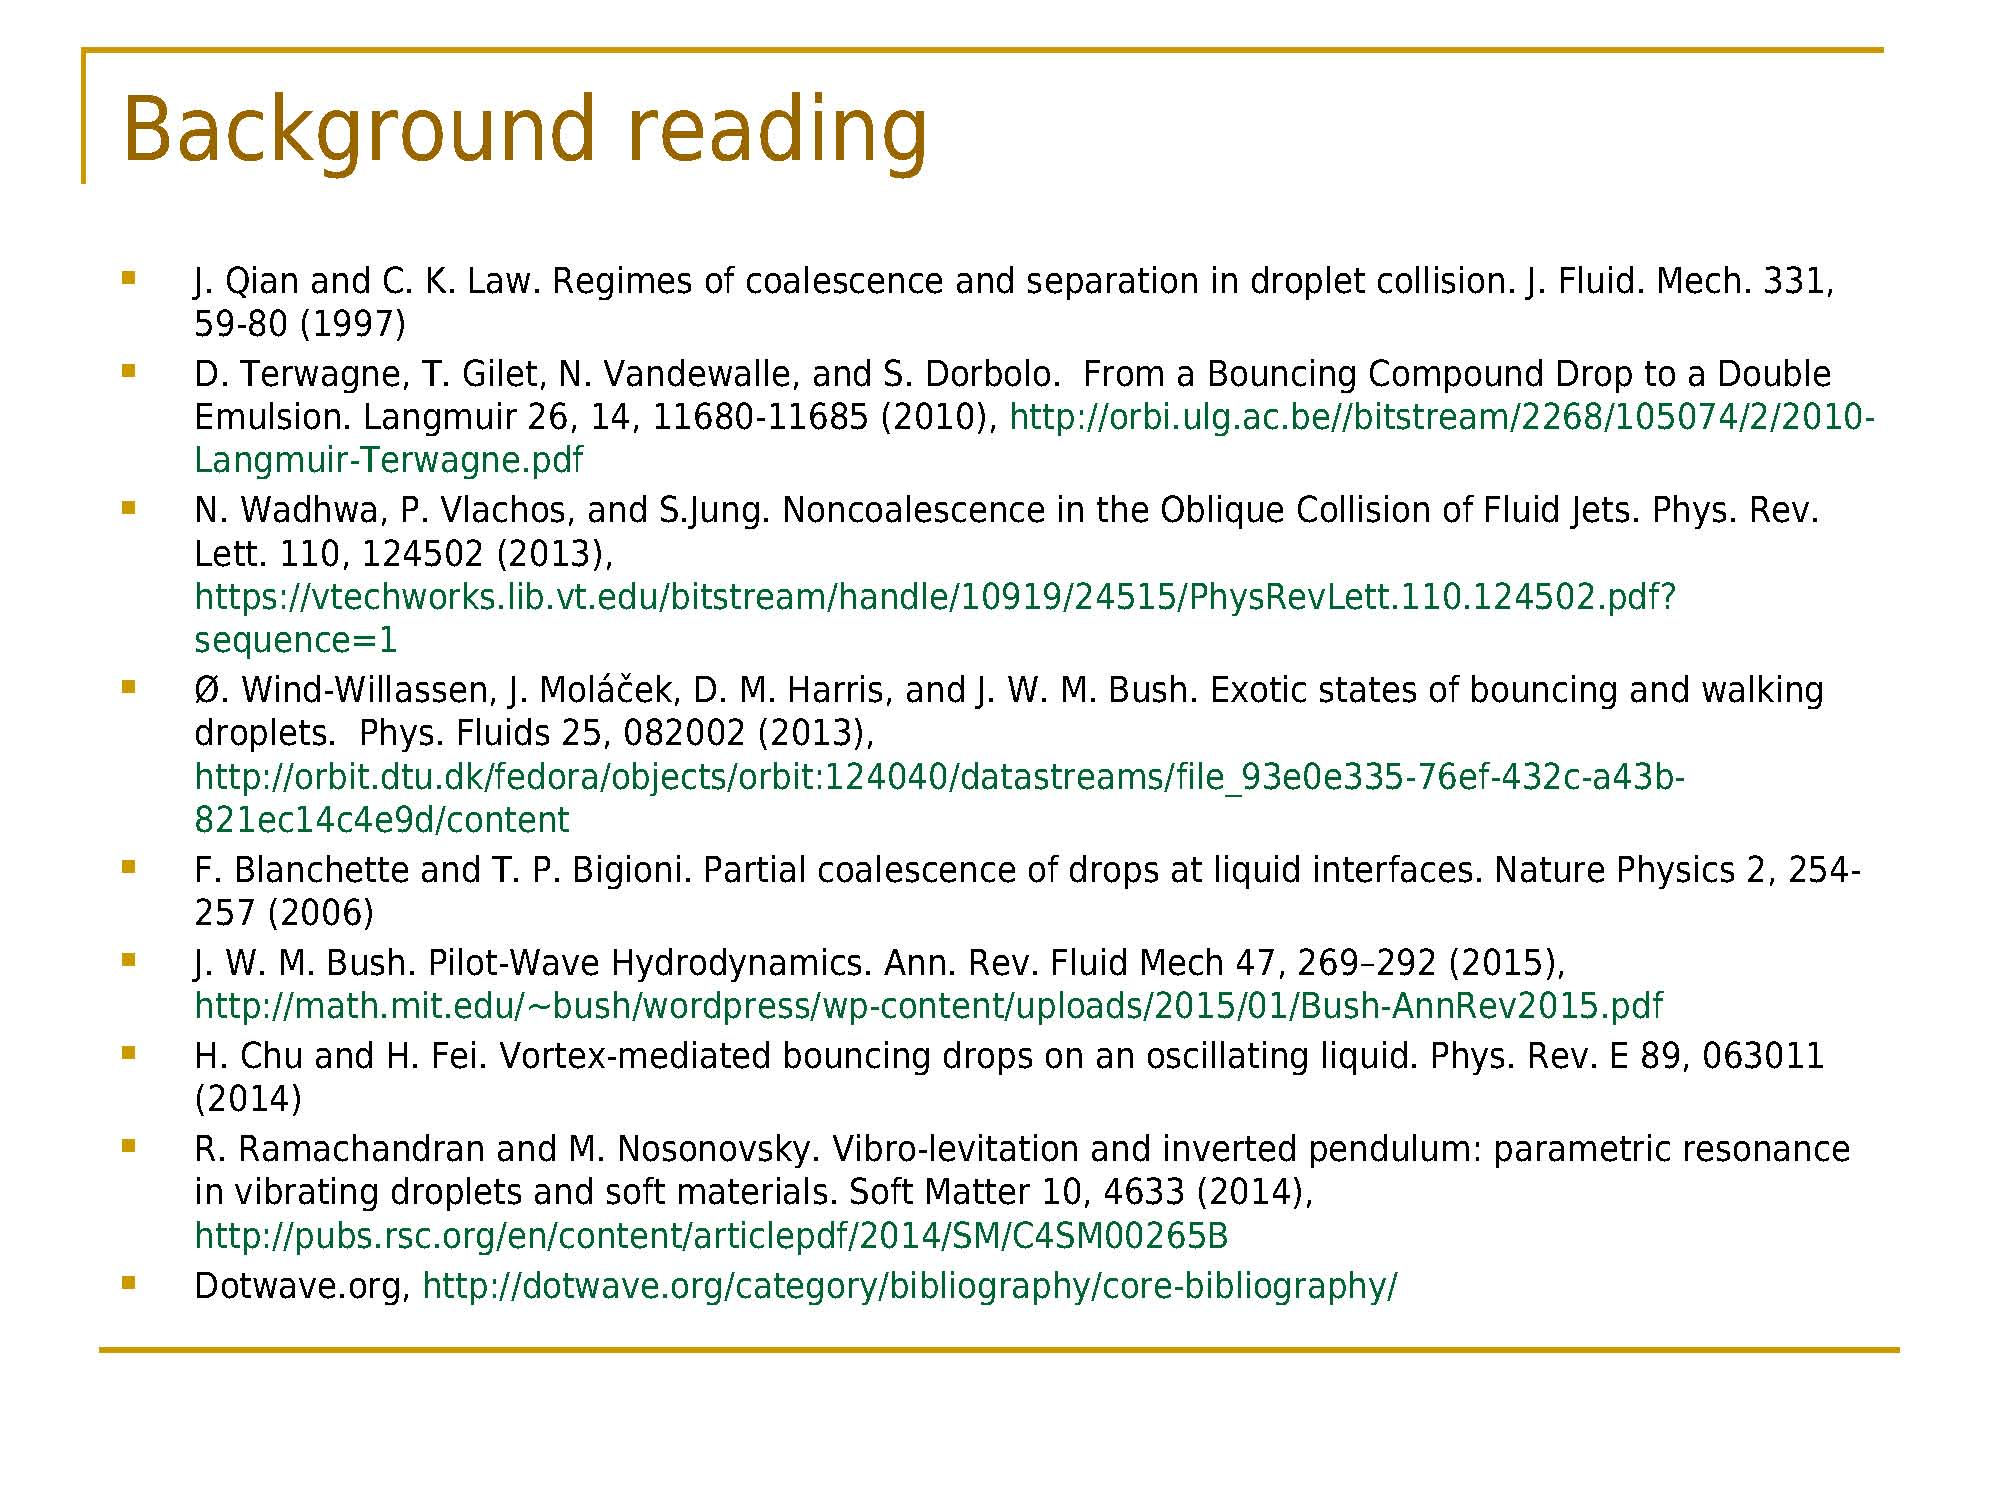 Background reading
J. Qian and C. K. Law. Regimes of coalescence and separation in droplet collision. J. Fluid. Mech. 331,
59-80 (1997)
D. Terwagne, T. Gilet, N. Vandewalle, and S. Dorbolo.  From a Bouncing Compound Drop to a Double
Emulsion. Langmuir 26, 14, 11680-11685 (2010), http://orbi.ulg.ac.be//bitstream/2268/105074/2/2010-
Langmuir-Terwagne.pdf
N. Wadhwa, P. Vlachos, and S.Jung. Noncoalescence in the Oblique Collision of Fluid Jets. Phys. Rev.
Lett. 110, 124502 (2013),
https://vtechworks.lib.vt.edu/bitstream/handle/10919/24515/PhysRevLett.110.124502.pdf?
sequence=1
Ø. Wind-Willassen, J. Moláček, D. M. Harris, and J. W. M. Bush. Exotic states of bouncing and walking
droplets.  Phys. Fluids 25, 082002 (2013),
http://orbit.dtu.dk/fedora/objects/orbit:124040/datastreams/file_93e0e335-76ef-432c-a43b-
821ec14c4e9d/content
F. Blanchette and T. P. Bigioni. Partial coalescence of drops at liquid interfaces. Nature Physics 2, 254-
257 (2006)
J. W. M. Bush. Pilot-Wave Hydrodynamics. Ann. Rev. Fluid Mech 47, 269–292 (2015),
http://math.mit.edu/~bush/wordpress/wp-content/uploads/2015/01/Bush-AnnRev2015.pdf
H. Chu and H. Fei. Vortex-mediated bouncing drops on an oscillating liquid. Phys. Rev. E 89, 063011
(2014)
R. Ramachandran and M. Nosonovsky. Vibro-levitation and inverted pendulum: parametric resonance
in vibrating droplets and soft materials. Soft Matter 10, 4633 (2014),
http://pubs.rsc.org/en/content/articlepdf/2014/SM/C4SM00265B
Dotwave.org, http://dotwave.org/category/bibliography/core-bibliography/